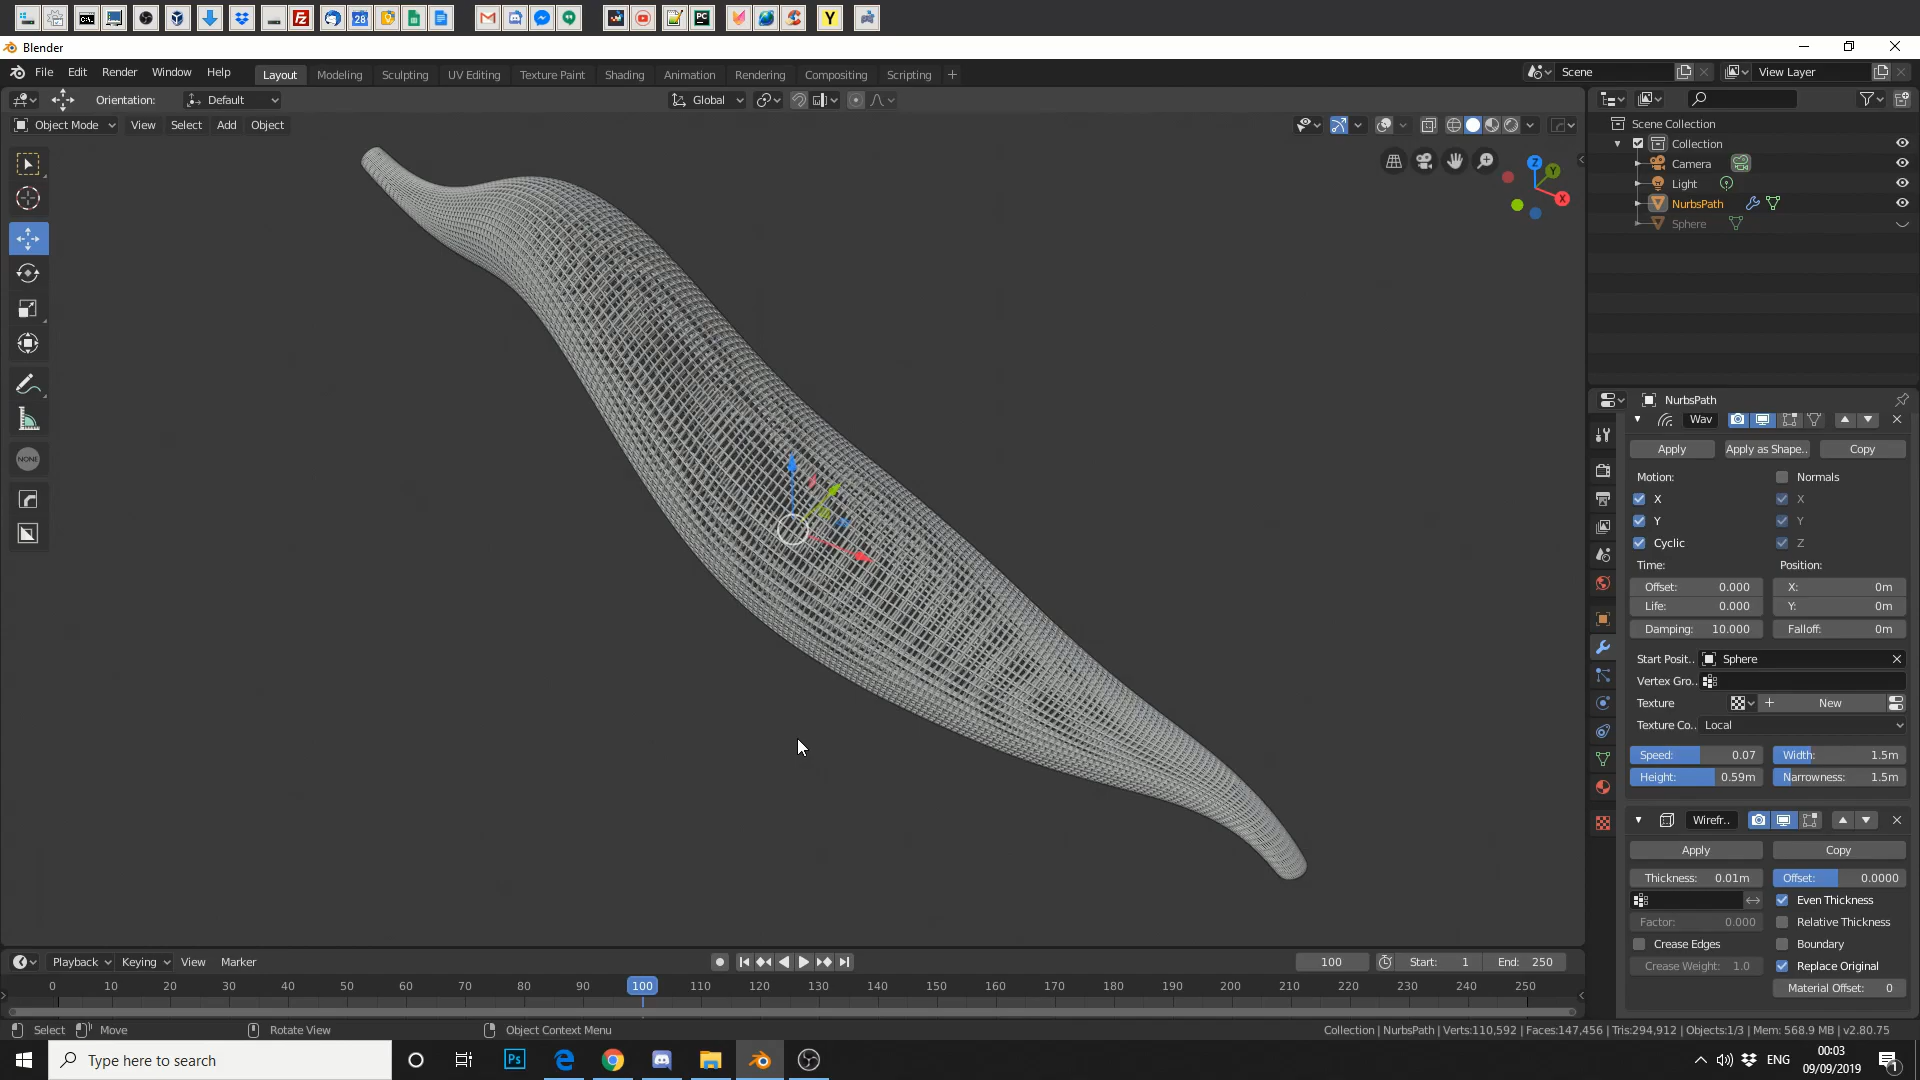 Blender
File Edit Render Window Help
Layout Modeling Sculpting UV Editing Texture Paint Shading Animation Rendering Compositing Scripting +
Scene
View Layer
Orientation: Default
Global
Object Mode View Select Add Object
Scene Collection
Collection
Camera
Light
NurbsPath
Sphere
NONE
Z
Y
X
NurbsPath
Wav
Apply Apply as Shape.. Copy
Motion: Normals
X X
Y Y
Cyclic Z
Time: Position:
Offset: 0.000 X: 0m
Life: 0.000 Y: 0m
Damping: 10.000 Falloff: 0m
Start Posit.. Sphere
Vertex Gro..
Texture New
Texture Co.. Local
Speed: 0.07 Width: 1.5m
Height: 0.59m Narrowness: 1.5m
Wirefr..
Apply Copy
Thickness: 0.01m Offset: 0.0000
Even Thickness
Factor: 0.000 Relative Thickness
Crease Edges Boundary
Crease Weight: 1.0 Replace Original
Material Offset: 0
Playback Keying View Marker
100 Start: 1 End: 250
0 10 20 30 40 50 60 70 80 90 100 110 120 130 140 150 160 170 180 190 200 210 220 230 240 250
Select Move Rotate View Object Context Menu
Collection | NurbsPath | Verts:110,592 | Faces:147,456 | Tris:294,912 | Objects:1/3 | Mem: 568.9 MB | v2.80.75
Type here to search
Ps
ENG
00:03
09/09/2019
1